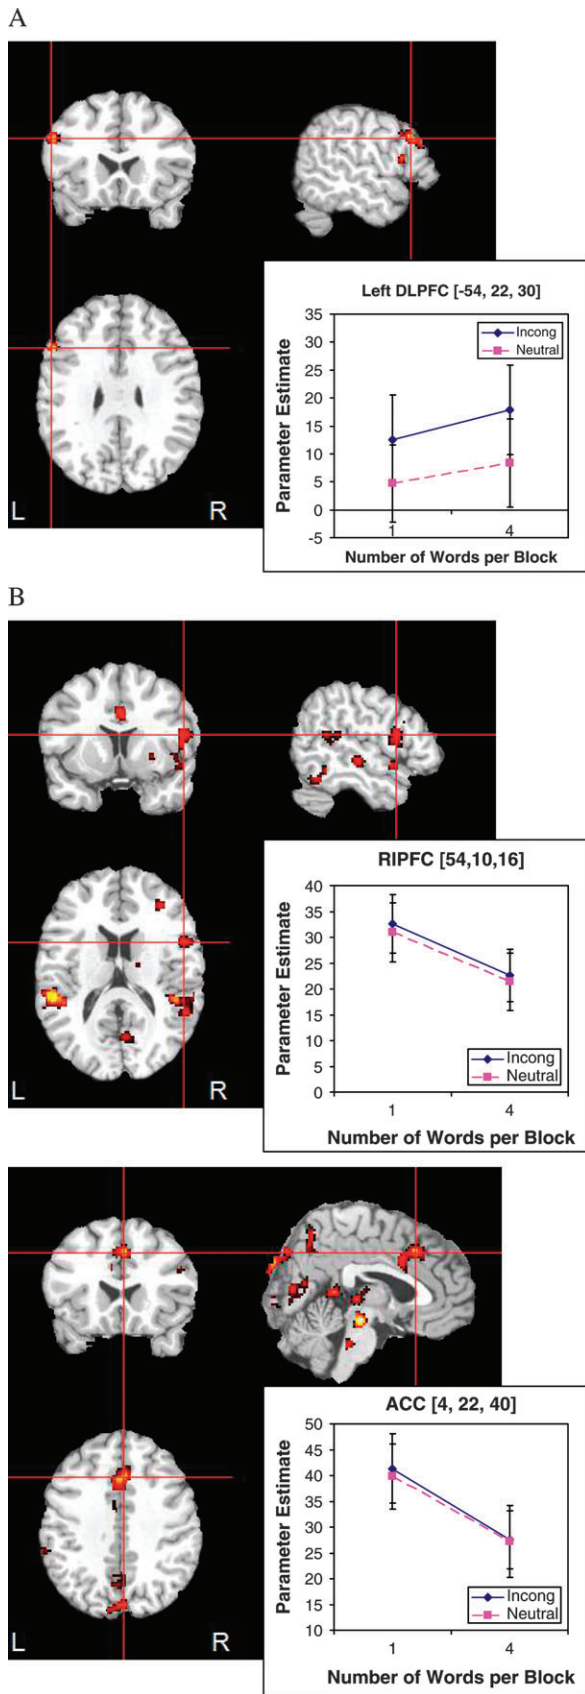 A
L R
Left DLPFC [-54, 22, 30]
Parameter Estimate
35
30
25
20
15
10
5
0
-5
Incong
Neutral
1 4
Number of Words per Block
B
L R
RIPFC [54,10,16]
Parameter Estimate
40
35
30
25
20
15
10
5
0
Incong
Neutral
1 4
Number of Words per Block
L R
ACC [4, 22, 40]
Parameter Estimate
50
45
40
35
30
25
20
15
10
Incong
Neutral
1 4
Number of Words per Block